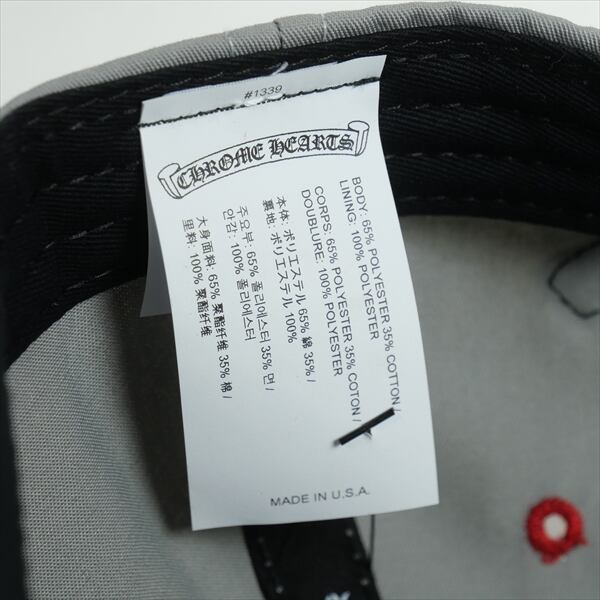 #1339
CHROME HEARTS
BODY: 65% POLYESTER 35% COTTON /
LINING: 100% POLYESTER
CORPS: 65% POLYESTER 35% COTON /
DOUBLURE: 100% POLYESTER
本体: ポリエステル 65% 綿 35% /
裏地: ポリエステル 100%
주요부: 65% 폴리에스터 35% 면 /
안감: 100% 폴리에스터
大身面料: 65% 聚酯纤维 35% 棉 /
里料: 100% 聚酯纤维
MADE IN U.S.A.